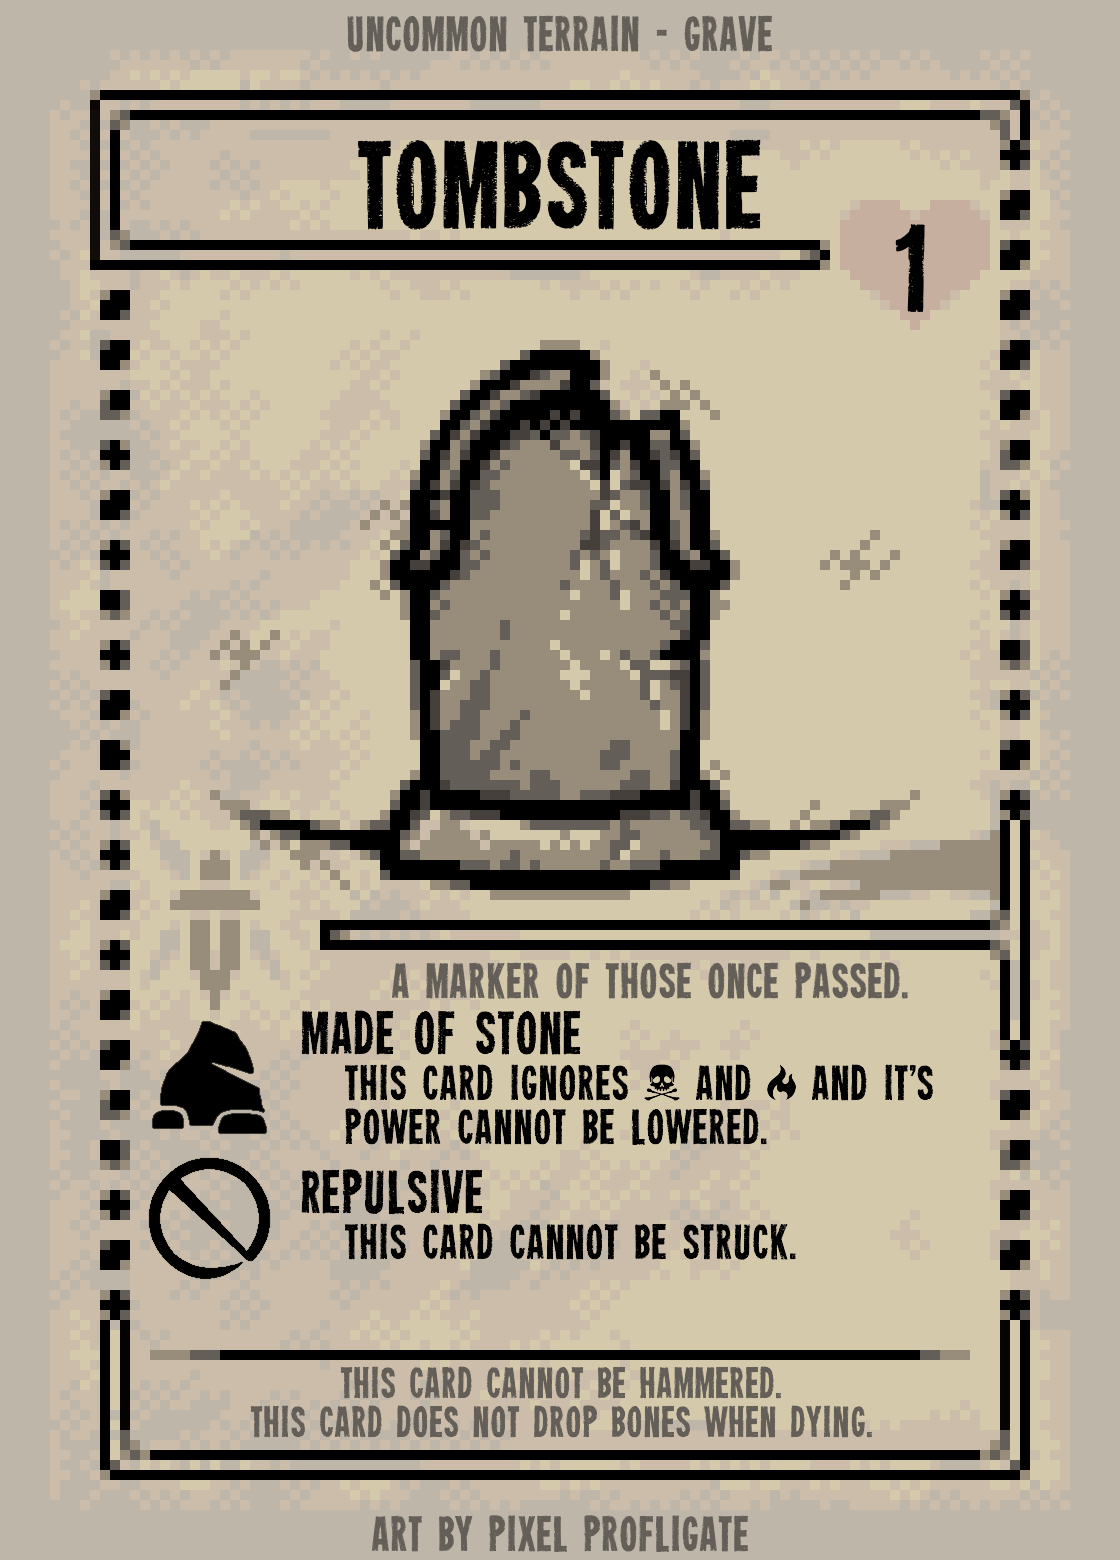 UNCOMMON TERRAIN - GRAVE
TOMBSTONE
1
A MARKER OF THOSE ONCE PASSED.
MADE OF STONE
THIS CARD IGNORES AND AND IT'S
POWER CANNOT BE LOWERED.
REPULSIVE
THIS CARD CANNOT BE STRUCK.
THIS CARD CANNOT BE HAMMERED.
THIS CARD DOES NOT DROP BONES WHEN DYING.
ART BY PIXEL PROFLIGATE